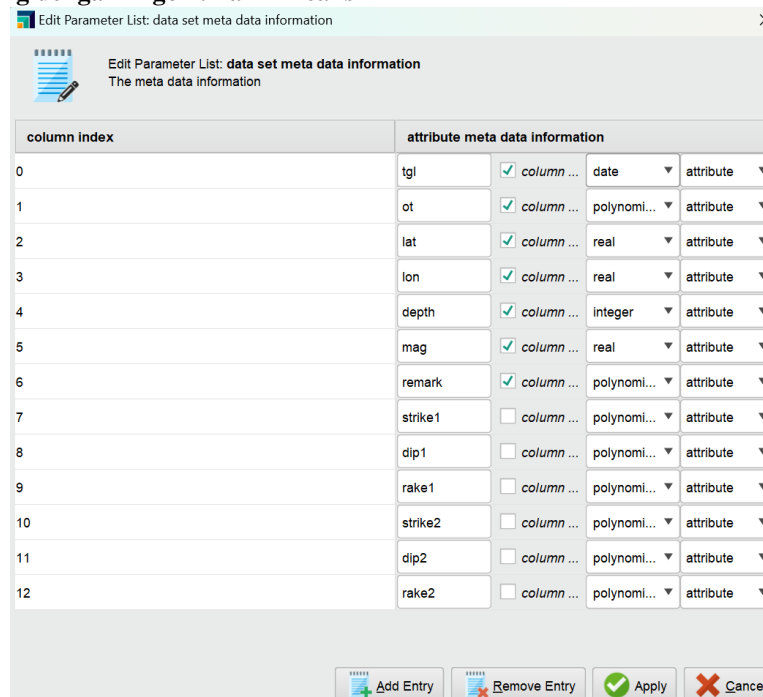 Edit Parameter List: data set meta data information
Edit Parameter List: data set meta data information
The meta data information
column index attribute meta data information
0 tgl column ... date attribute
1 ot column ... polynomi... attribute
2 lat column ... real attribute
3 lon column ... real attribute
4 depth column ... integer attribute
5 mag column ... real attribute
6 remark column ... polynomi... attribute
7 strike1 column ... polynomi... attribute
8 dip1 column ... polynomi... attribute
9 rake1 column ... polynomi... attribute
10 strike2 column ... polynomi... attribute
11 dip2 column ... polynomi... attribute
12 rake2 column ... polynomi... attribute
Add Entry Remove Entry Apply Cance